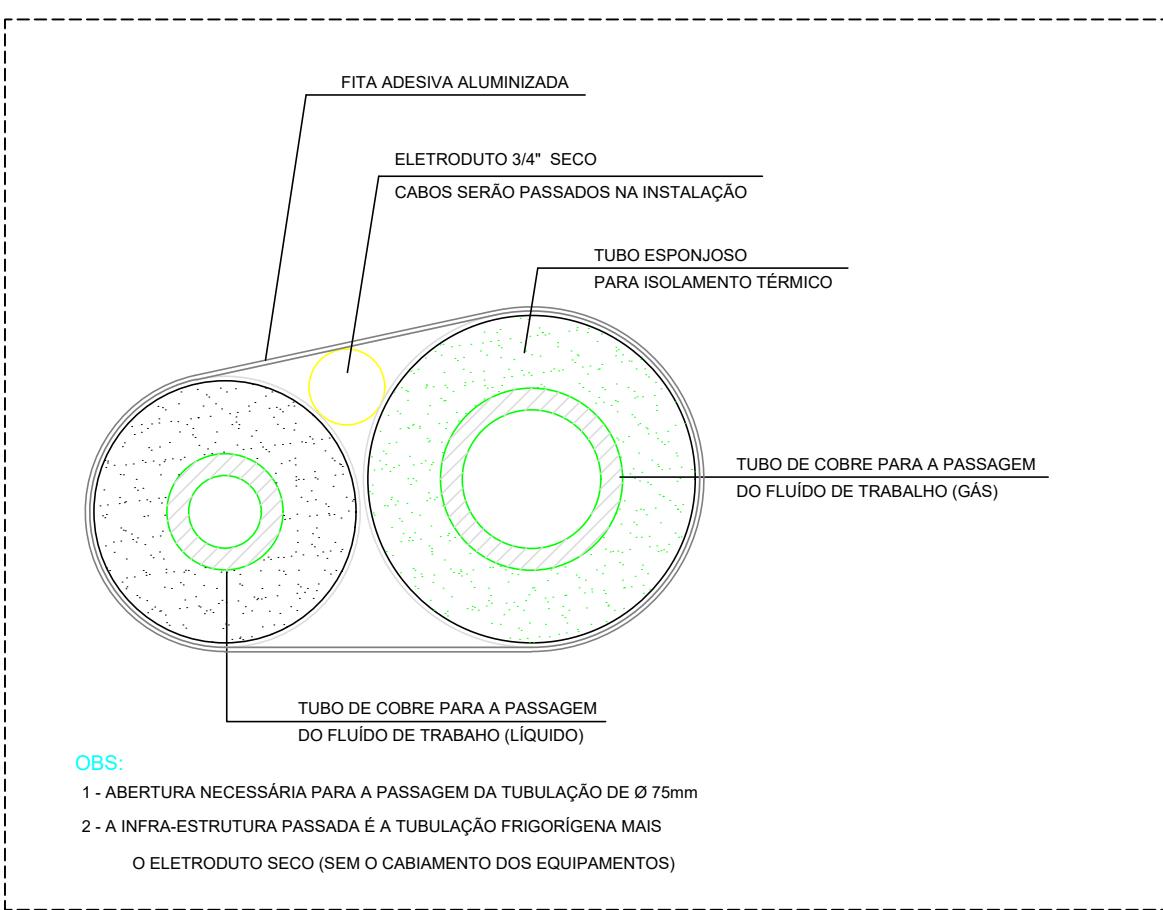 FITA ADESIVA ALUMINIZADA
ELETRODUTO 3/4" SECO
CABOS SERÃO PASSADOS NA INSTALAÇÃO
TUBO ESPONJOSO
PARA ISOLAMENTO TÉRMICO
TUBO DE COBRE PARA A PASSAGEM
DO FLUÍDO DE TRABALHO (GÁS)
TUBO DE COBRE PARA A PASSAGEM
DO FLUÍDO DE TRABAHO (LÍQUIDO)
OBS:
1 - ABERTURA NECESSÁRIA PARA A PASSAGEM DA TUBULAÇÃO DE Ø 75mm
2 - A INFRA-ESTRUTURA PASSADA É A TUBULAÇÃO FRIGORÍGENA MAIS
O ELETRODUTO SECO (SEM O CABIAMENTO DOS EQUIPAMENTOS)